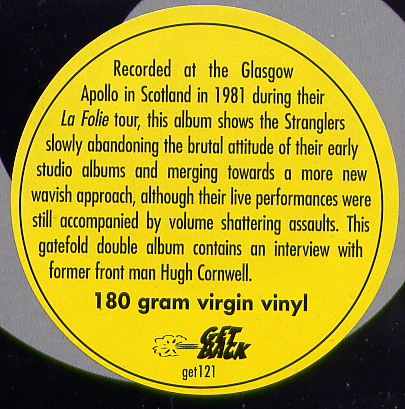 Recorded at the Glasgow
Apollo in Scotland in 1981 during their
La Folie tour, this album shows the Stranglers
slowly abandoning the brutal attitude of their early
studio albums and merging towards a more new
wavish approach, although their live performances were
still accompanied by volume shattering assaults. This
gatefold double album contains an interview with
former front man Hugh Cornwell.
180 gram virgin vinyl
GET
BACK
get121